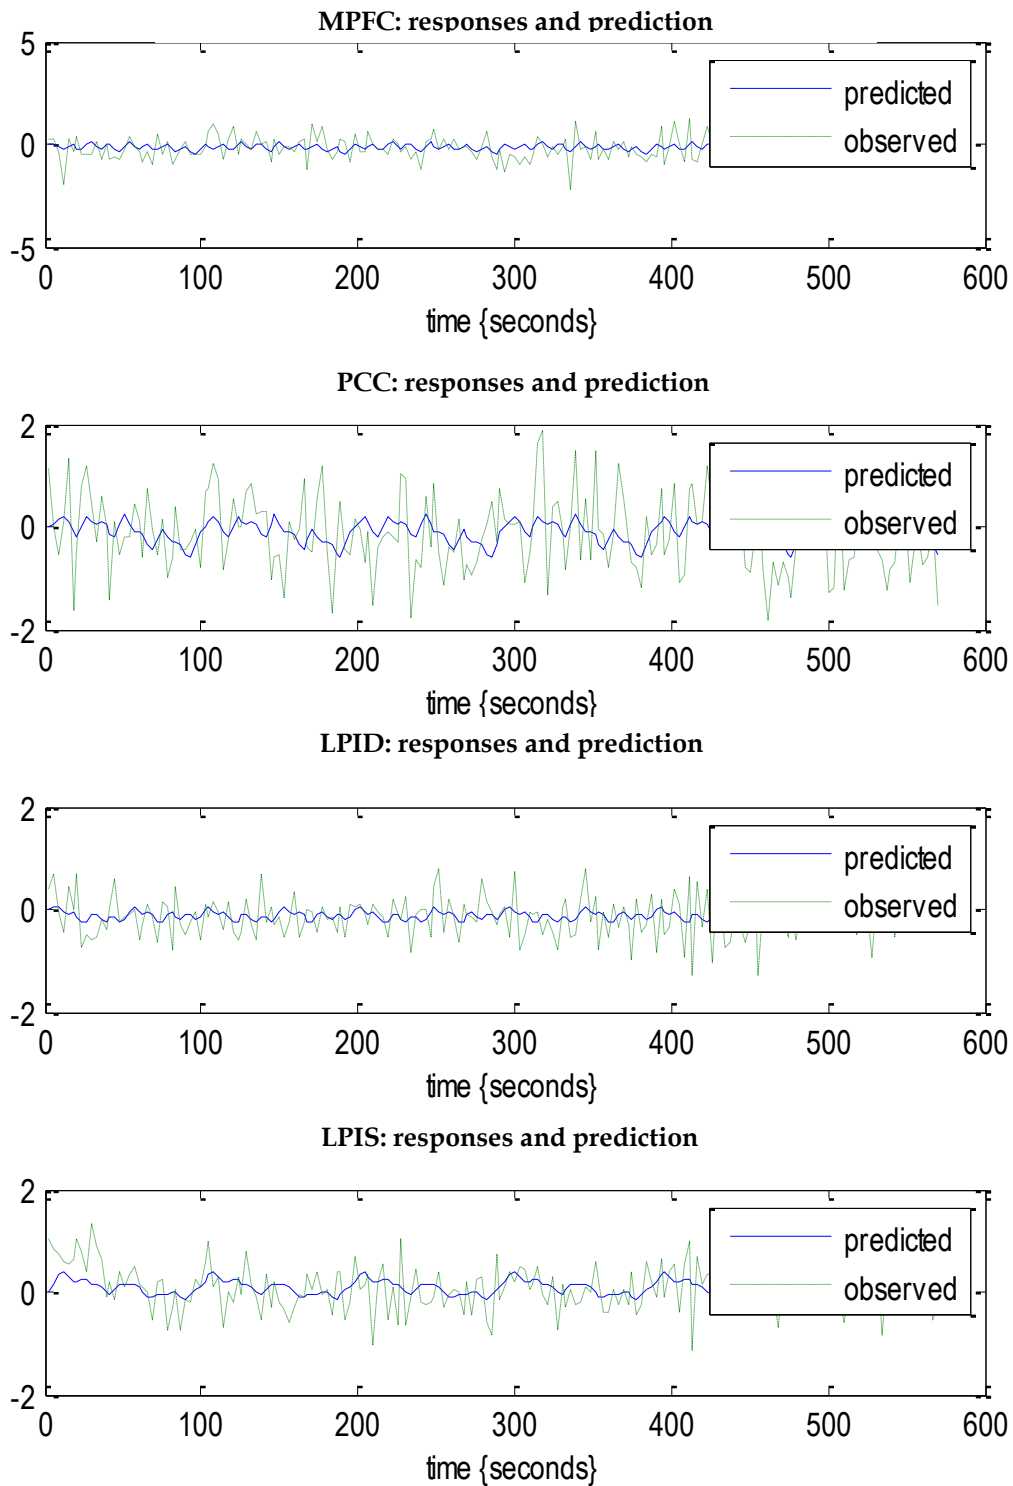 MPFC: responses and prediction
5
predicted
0
observed
-5
0 100 200 300 400 500 600
time {seconds}
PCC: responses and prediction
2
predicted
0
observed
-2
0 100 200 300 400 500 600
time {seconds}
LPID: responses and prediction
2
predicted
0
observed
-2
0 100 200 300 400 500 600
time {seconds}
LPIS: responses and prediction
2
predicted
0
observed
-2
0 100 200 300 400 500 600
time {seconds}